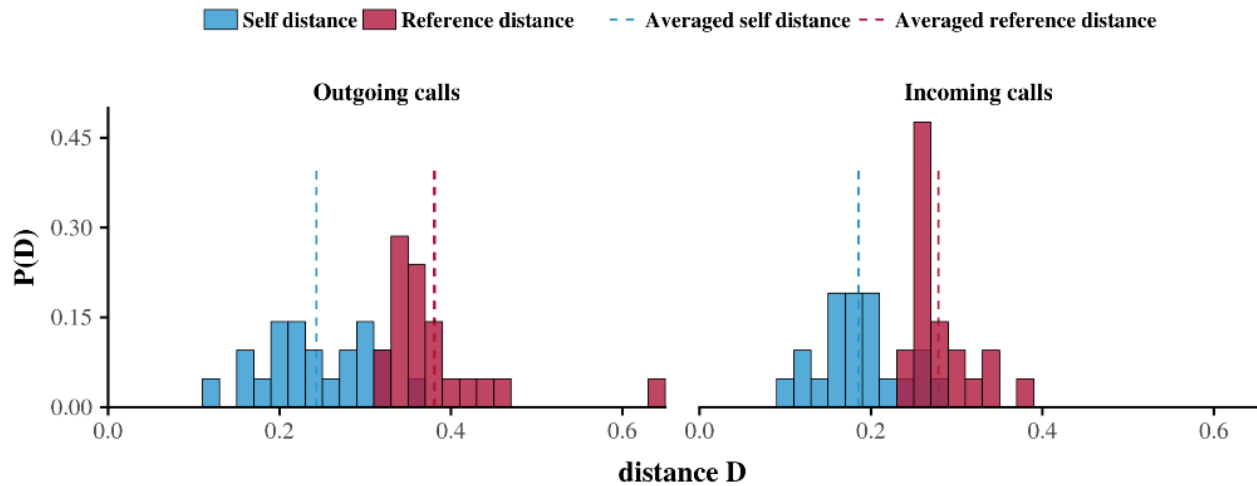 Self distance Reference distance Averaged self distance Averaged reference distance
Outgoing calls Incoming calls
P(D)
0.45
0.30
0.15
0.00
0.0 0.2 0.4 0.6 0.0 0.2 0.4 0.6
distance D